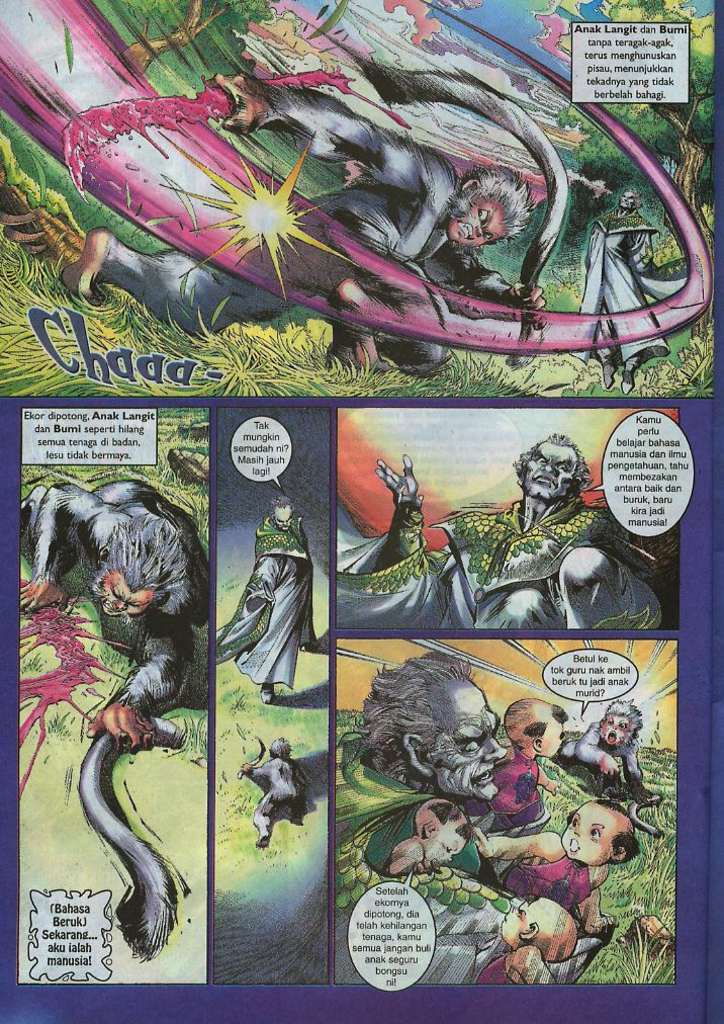 Anak Langit dan Bumi
tanpa teragak-agak,
terus menghunuskan
pisau, menunjukkan
tekadnya yang tidak
berbelah bahagi.
Chaaa-
Ekor dipotong, Anak Langit
dan Bumi seperti hilang
semua tenaga di badan,
lesu tidak bermaya.
(Bahasa
Beruk)
Sekarang...
aku ialah
manusia!
Tak
mungkin
semudah ni?
Masih jauh
lagi!
Kamu
perlu
belajar bahasa
manusia dan ilmu
pengetahuan, tahu
membezakan
antara baik dan
buruk, baru
kira jadi
manusia!
Betul ke
tok guru nak ambil
beruk tu jadi anak
murid?
Setelah
ekornya
dipotong, dia
telah kehilangan
tenaga, kamu
semua jangan buli
anak seguru
bongsu
ni!